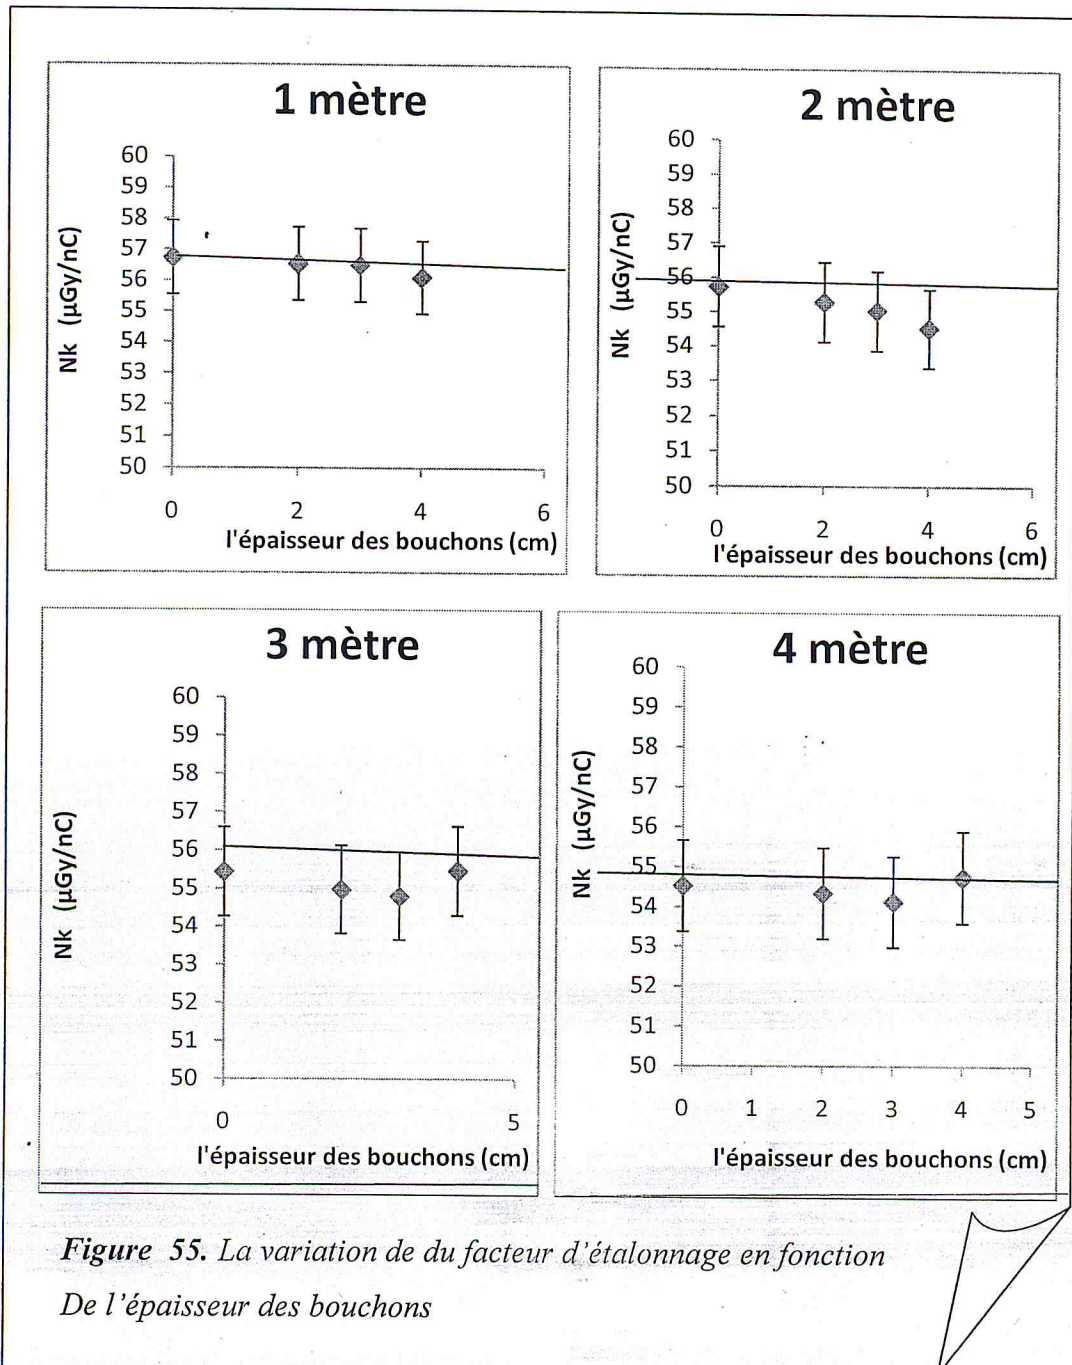 1 mètre
60
59
58
57
56
55
54
53
52
51
50
Nk (µGy/nC)
0 2 4 6
l'épaisseur des bouchons (cm)
2 mètre
60
59
58
57
56
55
54
53
52
51
50
Nk (µGy/nC)
0 2 4 6
l'épaisseur des bouchons (cm)
3 mètre
60
59
58
57
56
55
54
53
52
51
50
Nk (µGy/nC)
0 5
l'épaisseur des bouchons (cm)
4 mètre
60
59
58
57
56
55
54
53
52
51
50
Nk (µGy/nC)
0 1 2 3 4 5
l'épaisseur des bouchons (cm)
Figure 55. La variation de du facteur d'étalonnage en fonction
De l'épaisseur des bouchons